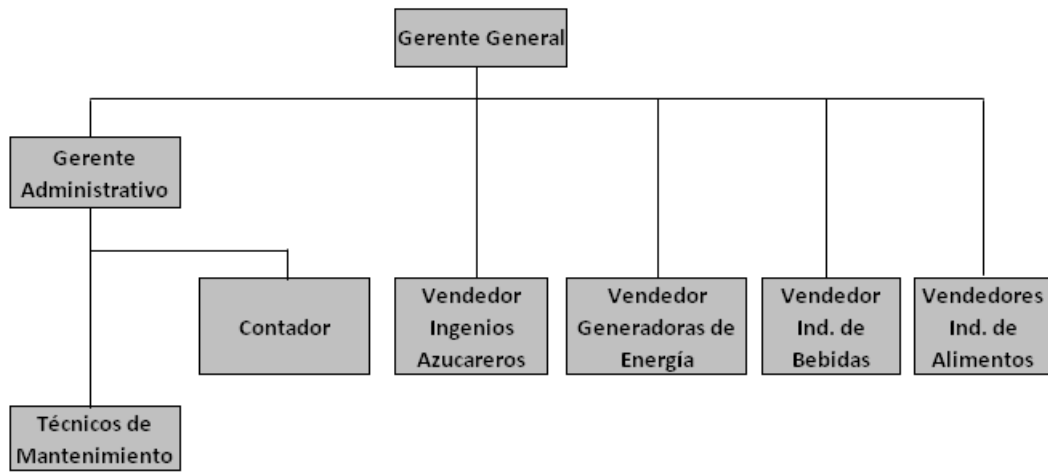 Gerente General
Gerente
Administrativo
Contador
Vendedor
Ingenios
Azucareros
Vendedor
Generadoras de
Energía
Vendedor
Ind. de
Bebidas
Vendedores
Ind. de
Alimentos
Técnicos de
Mantenimiento